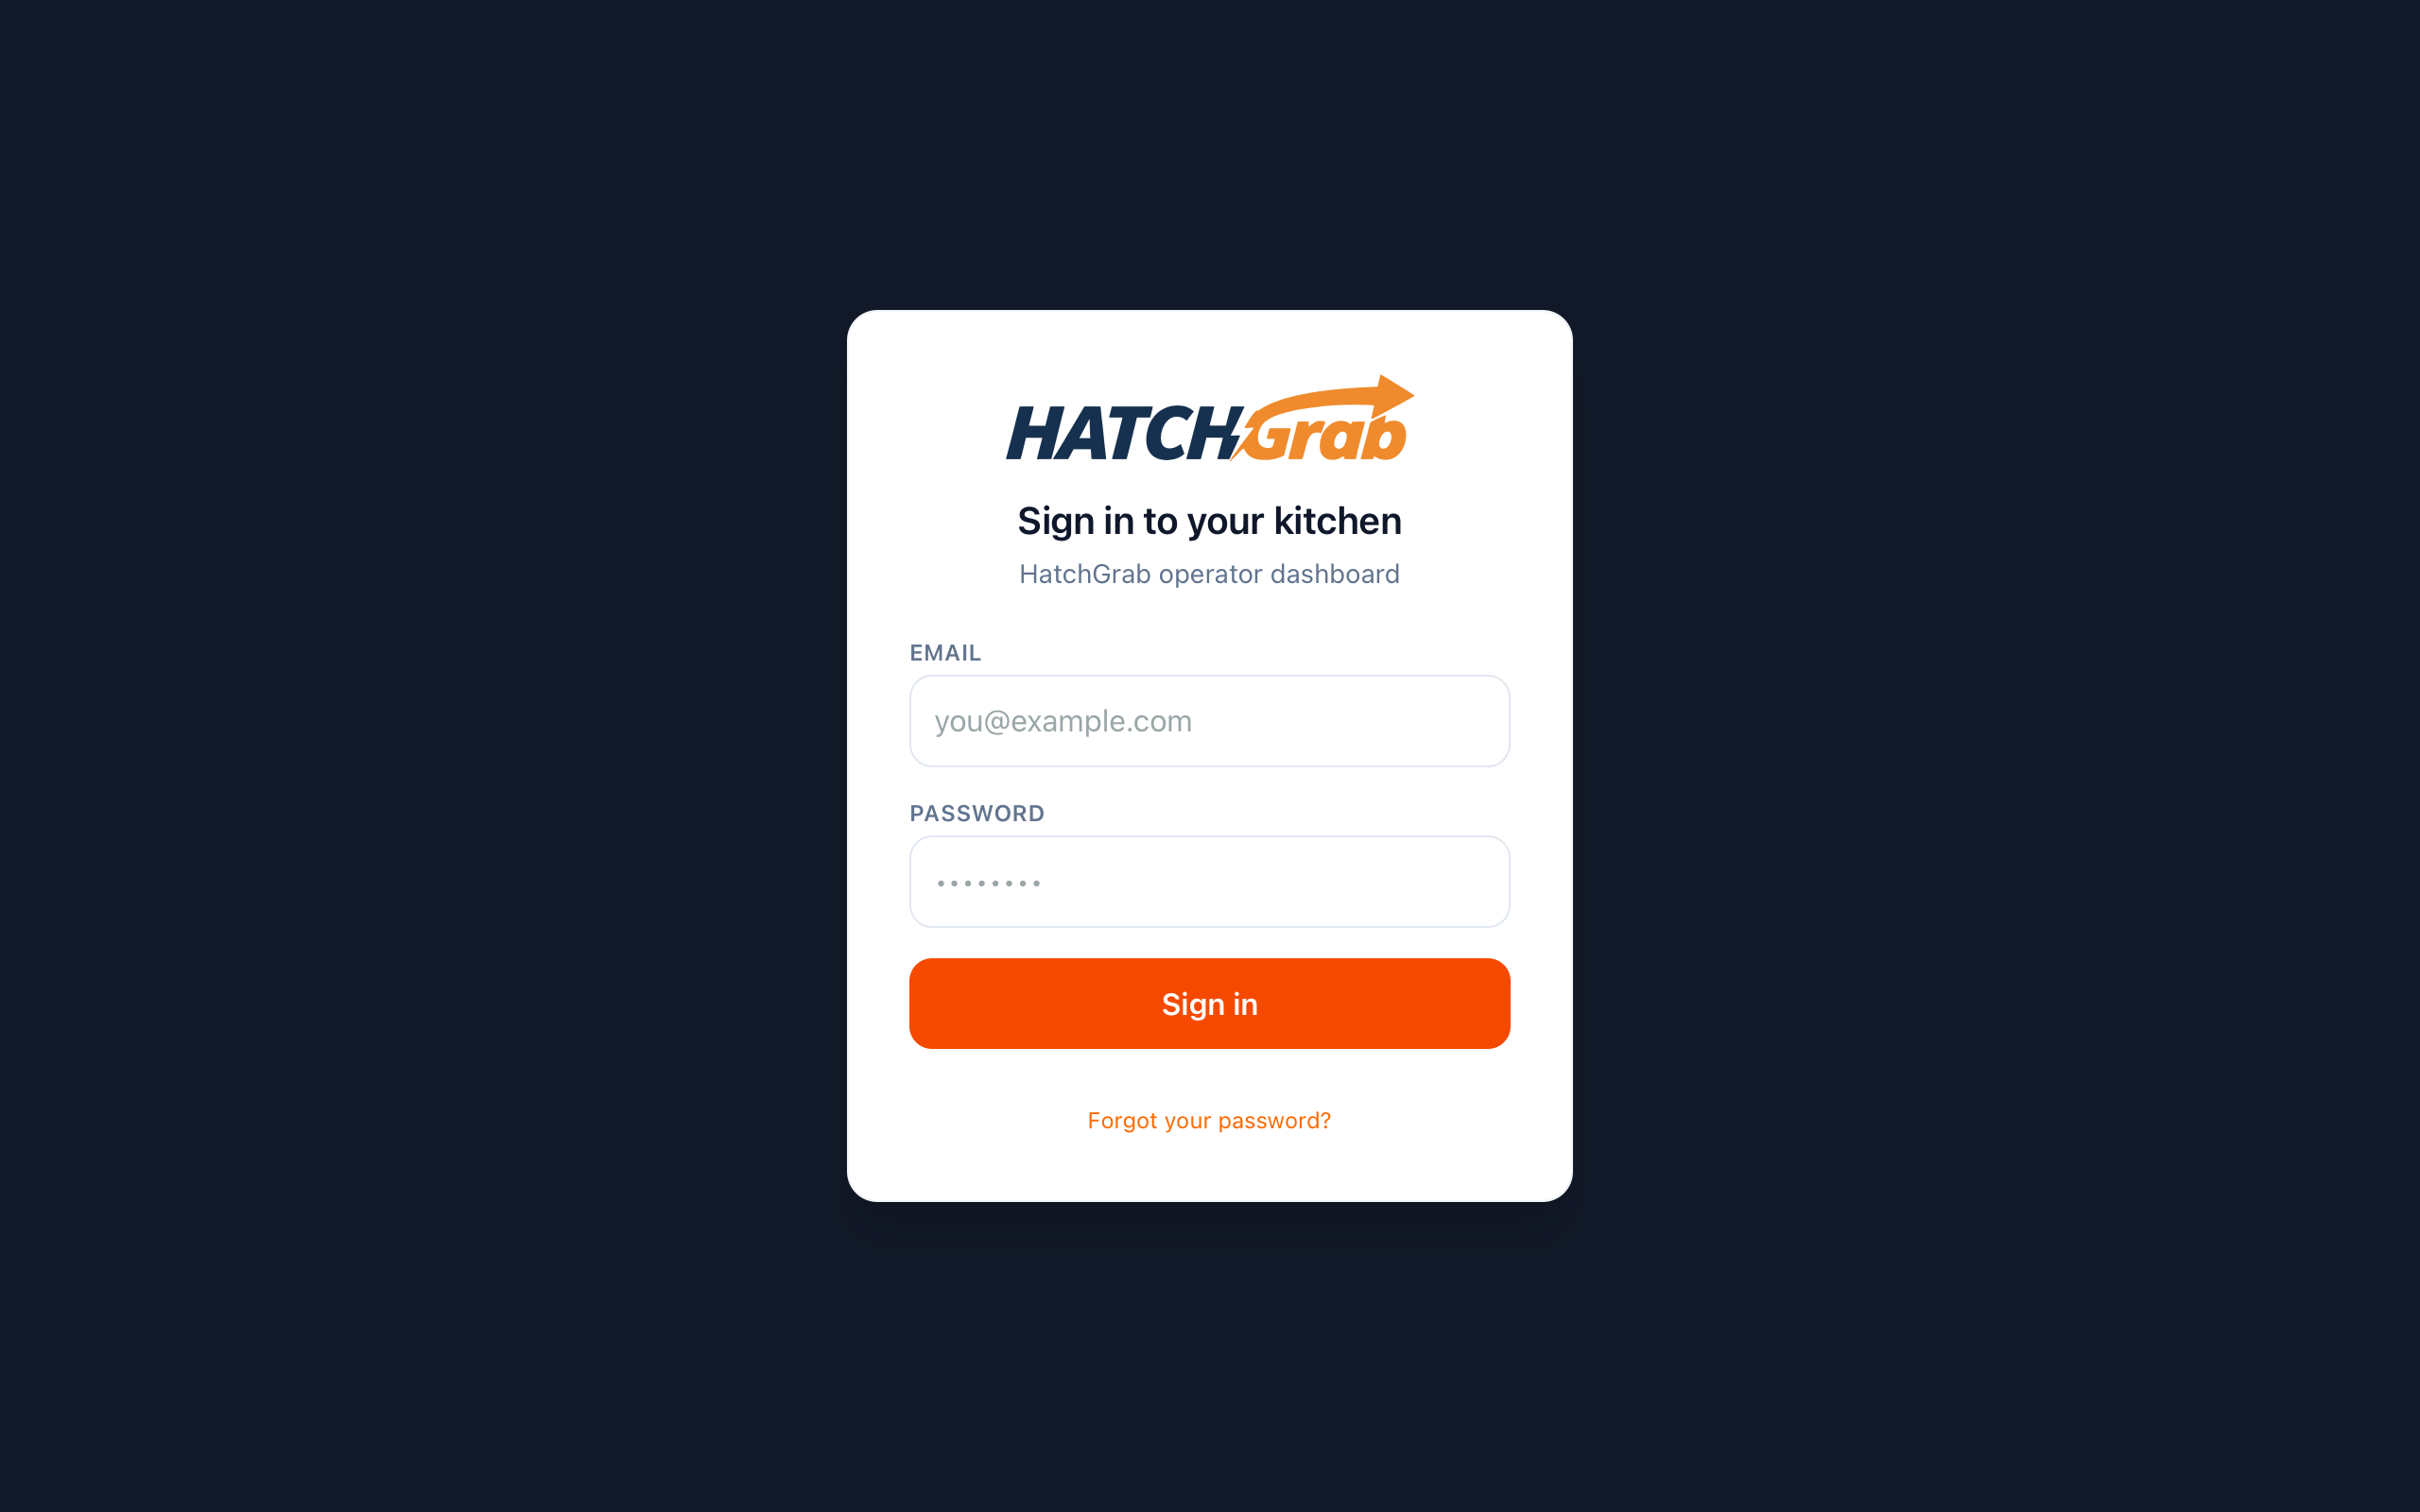 HATCHGrab
Sign in to your kitchen
HatchGrab operator dashboard
EMAIL
you@example.com
PASSWORD
••••••••
Sign in
Forgot your password?